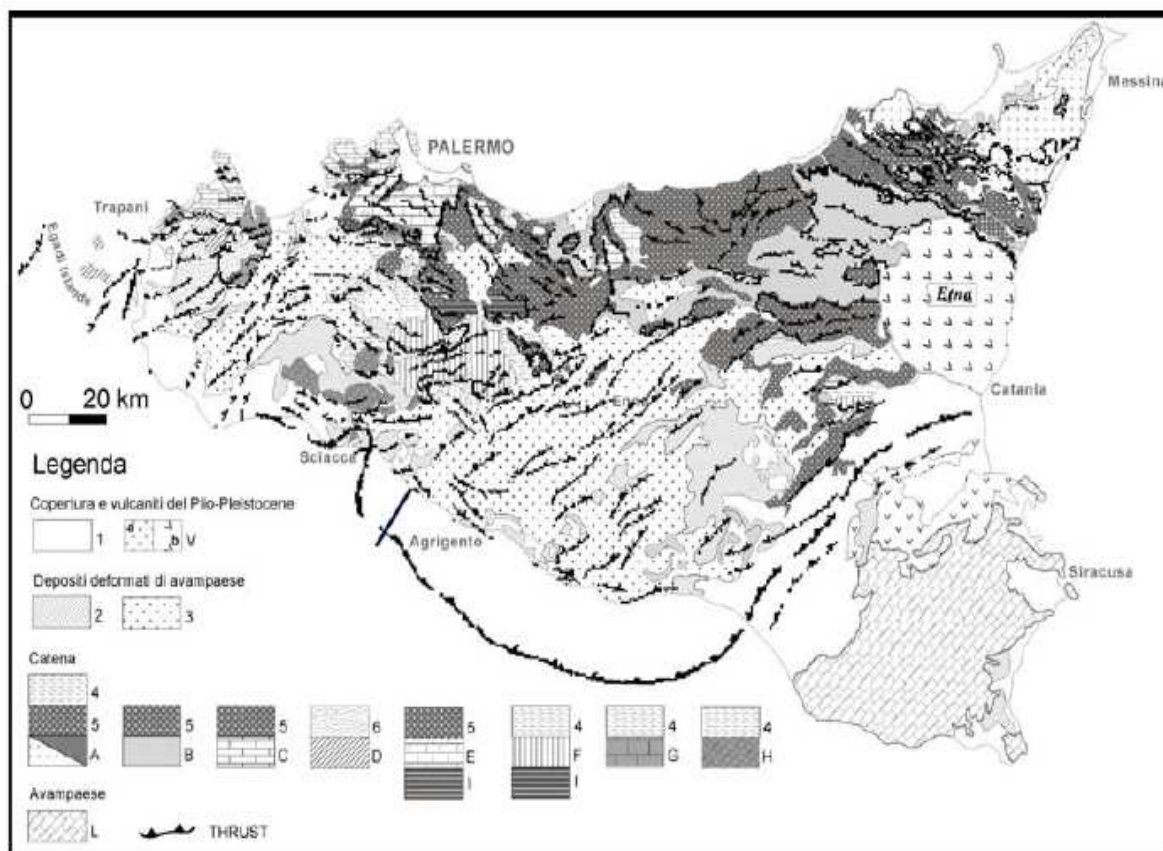 Messina
PALERMO
Trapani
Egadi Islands
Etna
0 20 km
Catania
Sciacca
Legenda
Copertura e vulcaniti del Plio-Pleistocene
1 a b V
Agrigento
Siracusa
Depositi deformati di avampaese
2 3
Catena
4
5 5 5 6 5 4 4 4
A B C D E F G H
I I
Avampaese
L THRUST